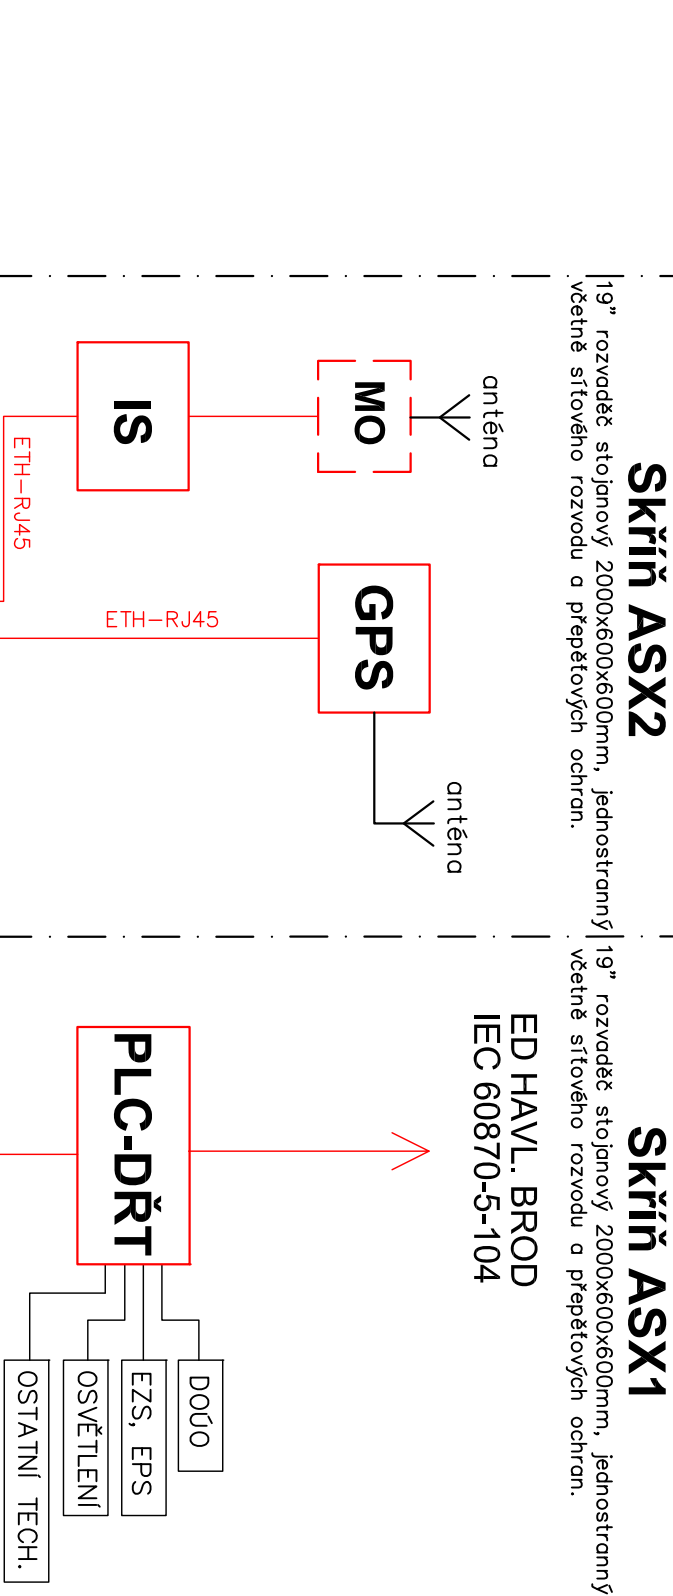 Skříň ASX2
19" rozvaděč stojanový 2000x600x600mm, jednostranný
včetně síťového rozvodu a přepěťových ochran.
anténa
MO
IS
ETH-RJ45
GPS
ETH-RJ45
anténa
Skříň ASX1
19" rozvaděč stojanový 2000x600x600mm, jednostranný
včetně síťového rozvodu a přepěťových ochran.
ED HAVL. BROD
IEC 60870-5-104
PLC-DŘT
DOÚO
EZS, EPS
OSVĚTLENÍ
OSTATNÍ TECH.